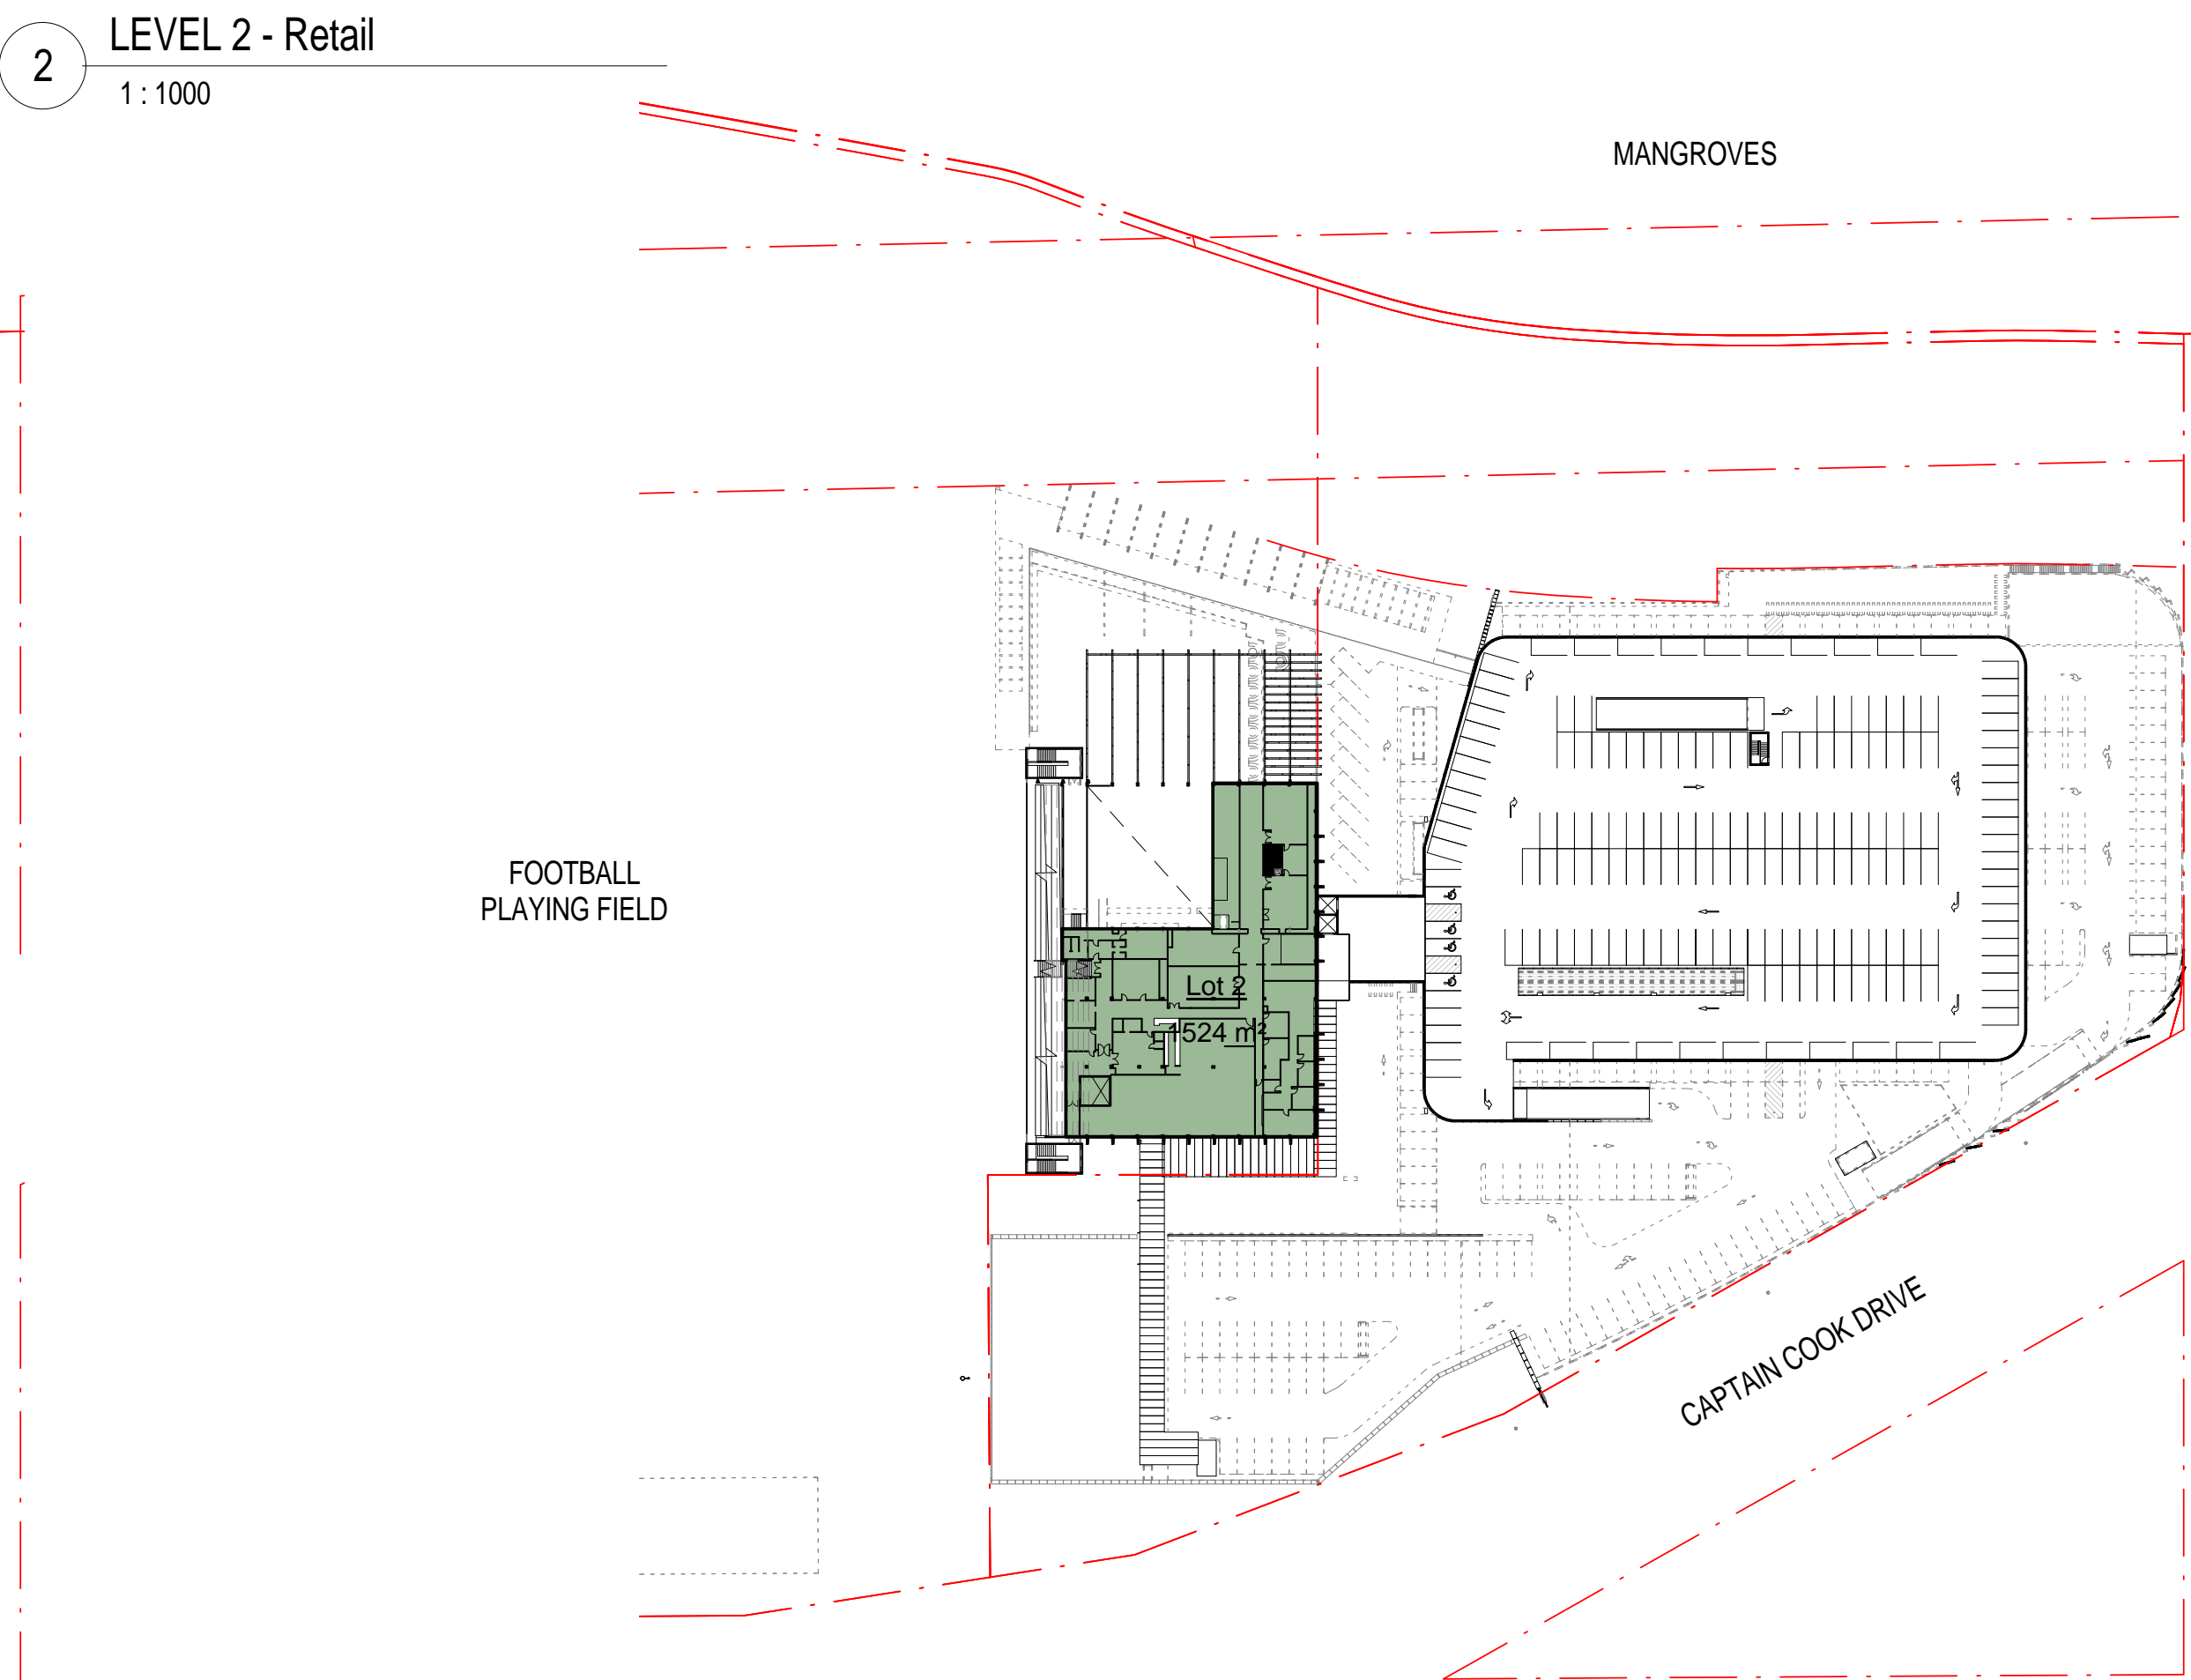 2
LEVEL 2 - Retail
1 : 1000
MANGROVES
FOOTBALL
PLAYING FIELD
Lot 2
1524 m²
CAPTAIN COOK DRIVE